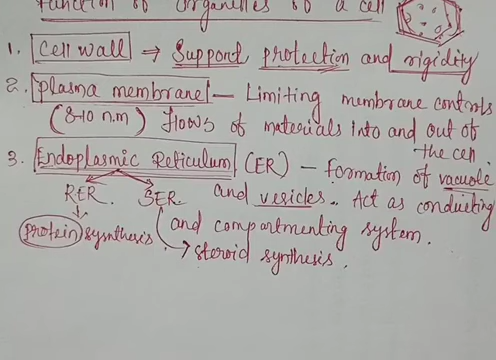 Function of Organelles of a cell
1. Cell wall → Support, protection and rigidity
2. Plasma membrane — Limiting membrane controls
(8-10 n.m) flows of materials into and out of
the cell.
3. Endoplasmic Reticulum (ER) — formation of vacuole
RER. SER. and vesicles. Act as conducting
and compartmenting system.
protein sysnthesis.
steroid synthesis.